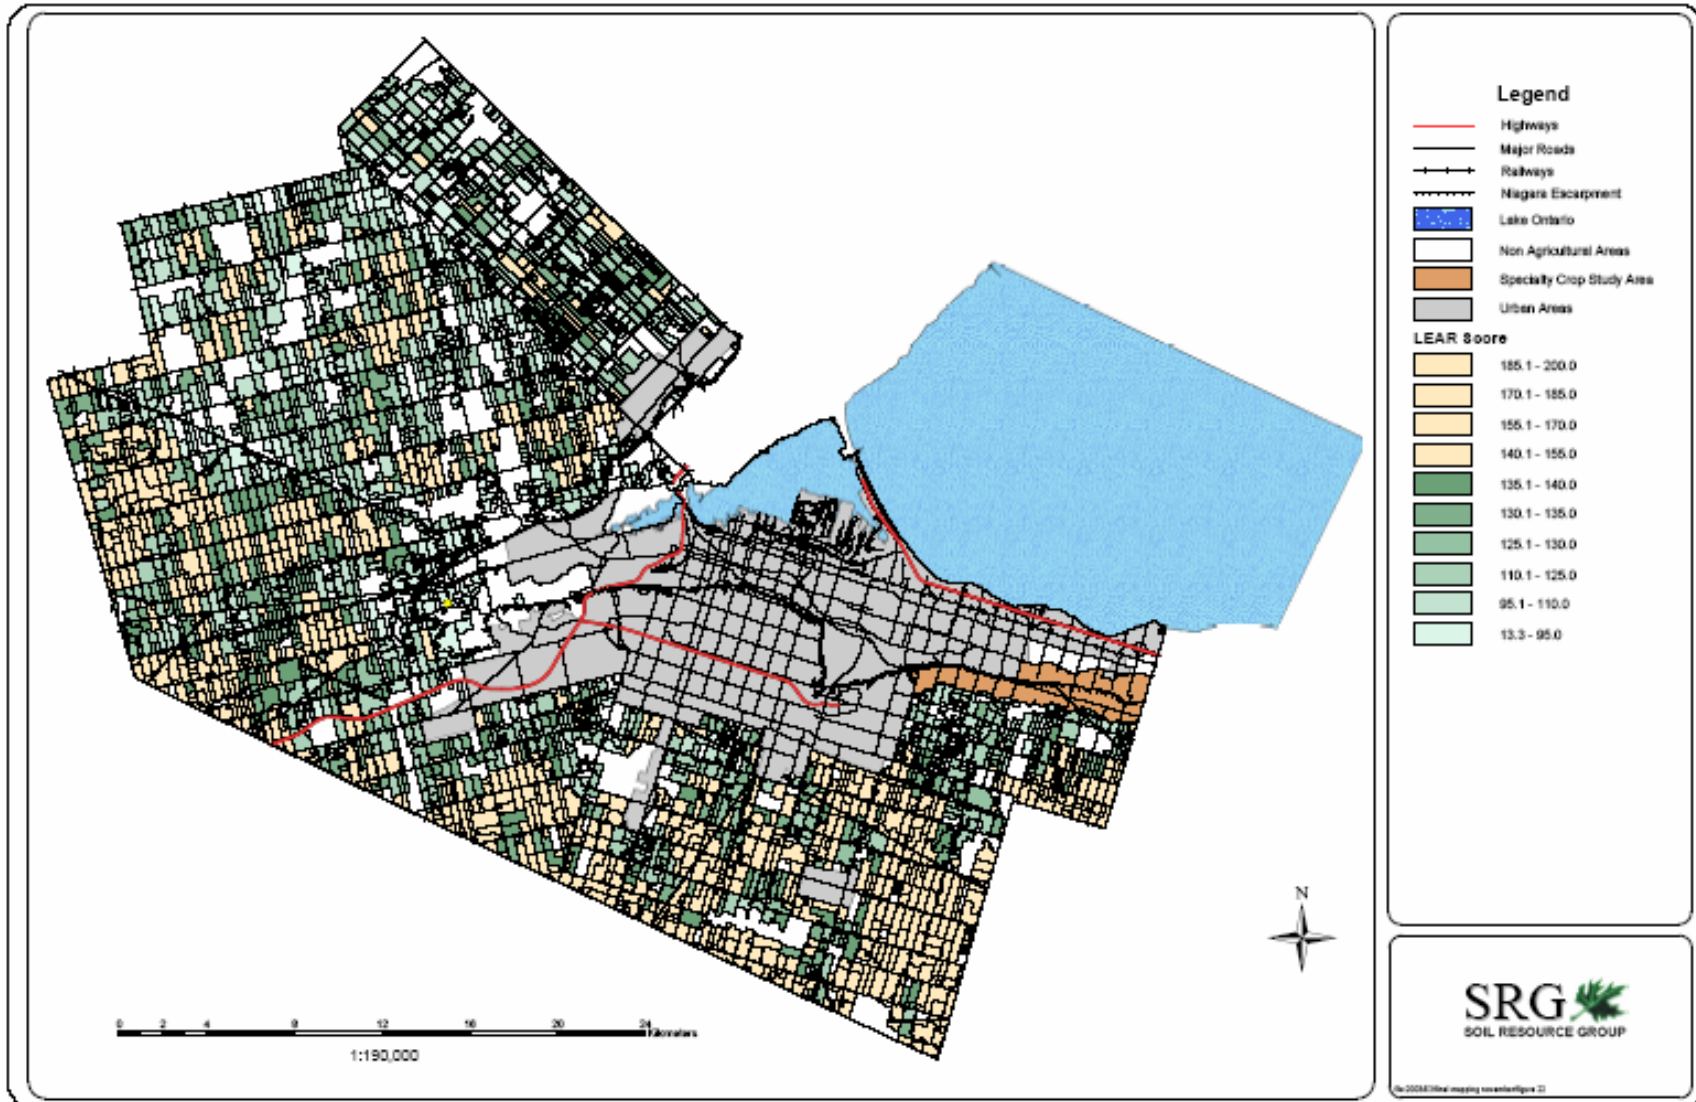 Legend
Highways
Major Roads
Railways
Niagara Escarpment
Lake Ontario
Non Agricultural Areas
Specialty Crop Study Area
Urban Areas
LEAR Score
185.1 - 200.0
170.1 - 185.0
155.1 - 170.0
140.1 - 155.0
135.1 - 140.0
130.1 - 135.0
125.1 - 130.0
110.1 - 125.0
95.1 - 110.0
13.3 - 95.0
N
0 2 4 8 12 16 20 24
Kilometers
1:190,000
SRG
SOIL RESOURCE GROUP